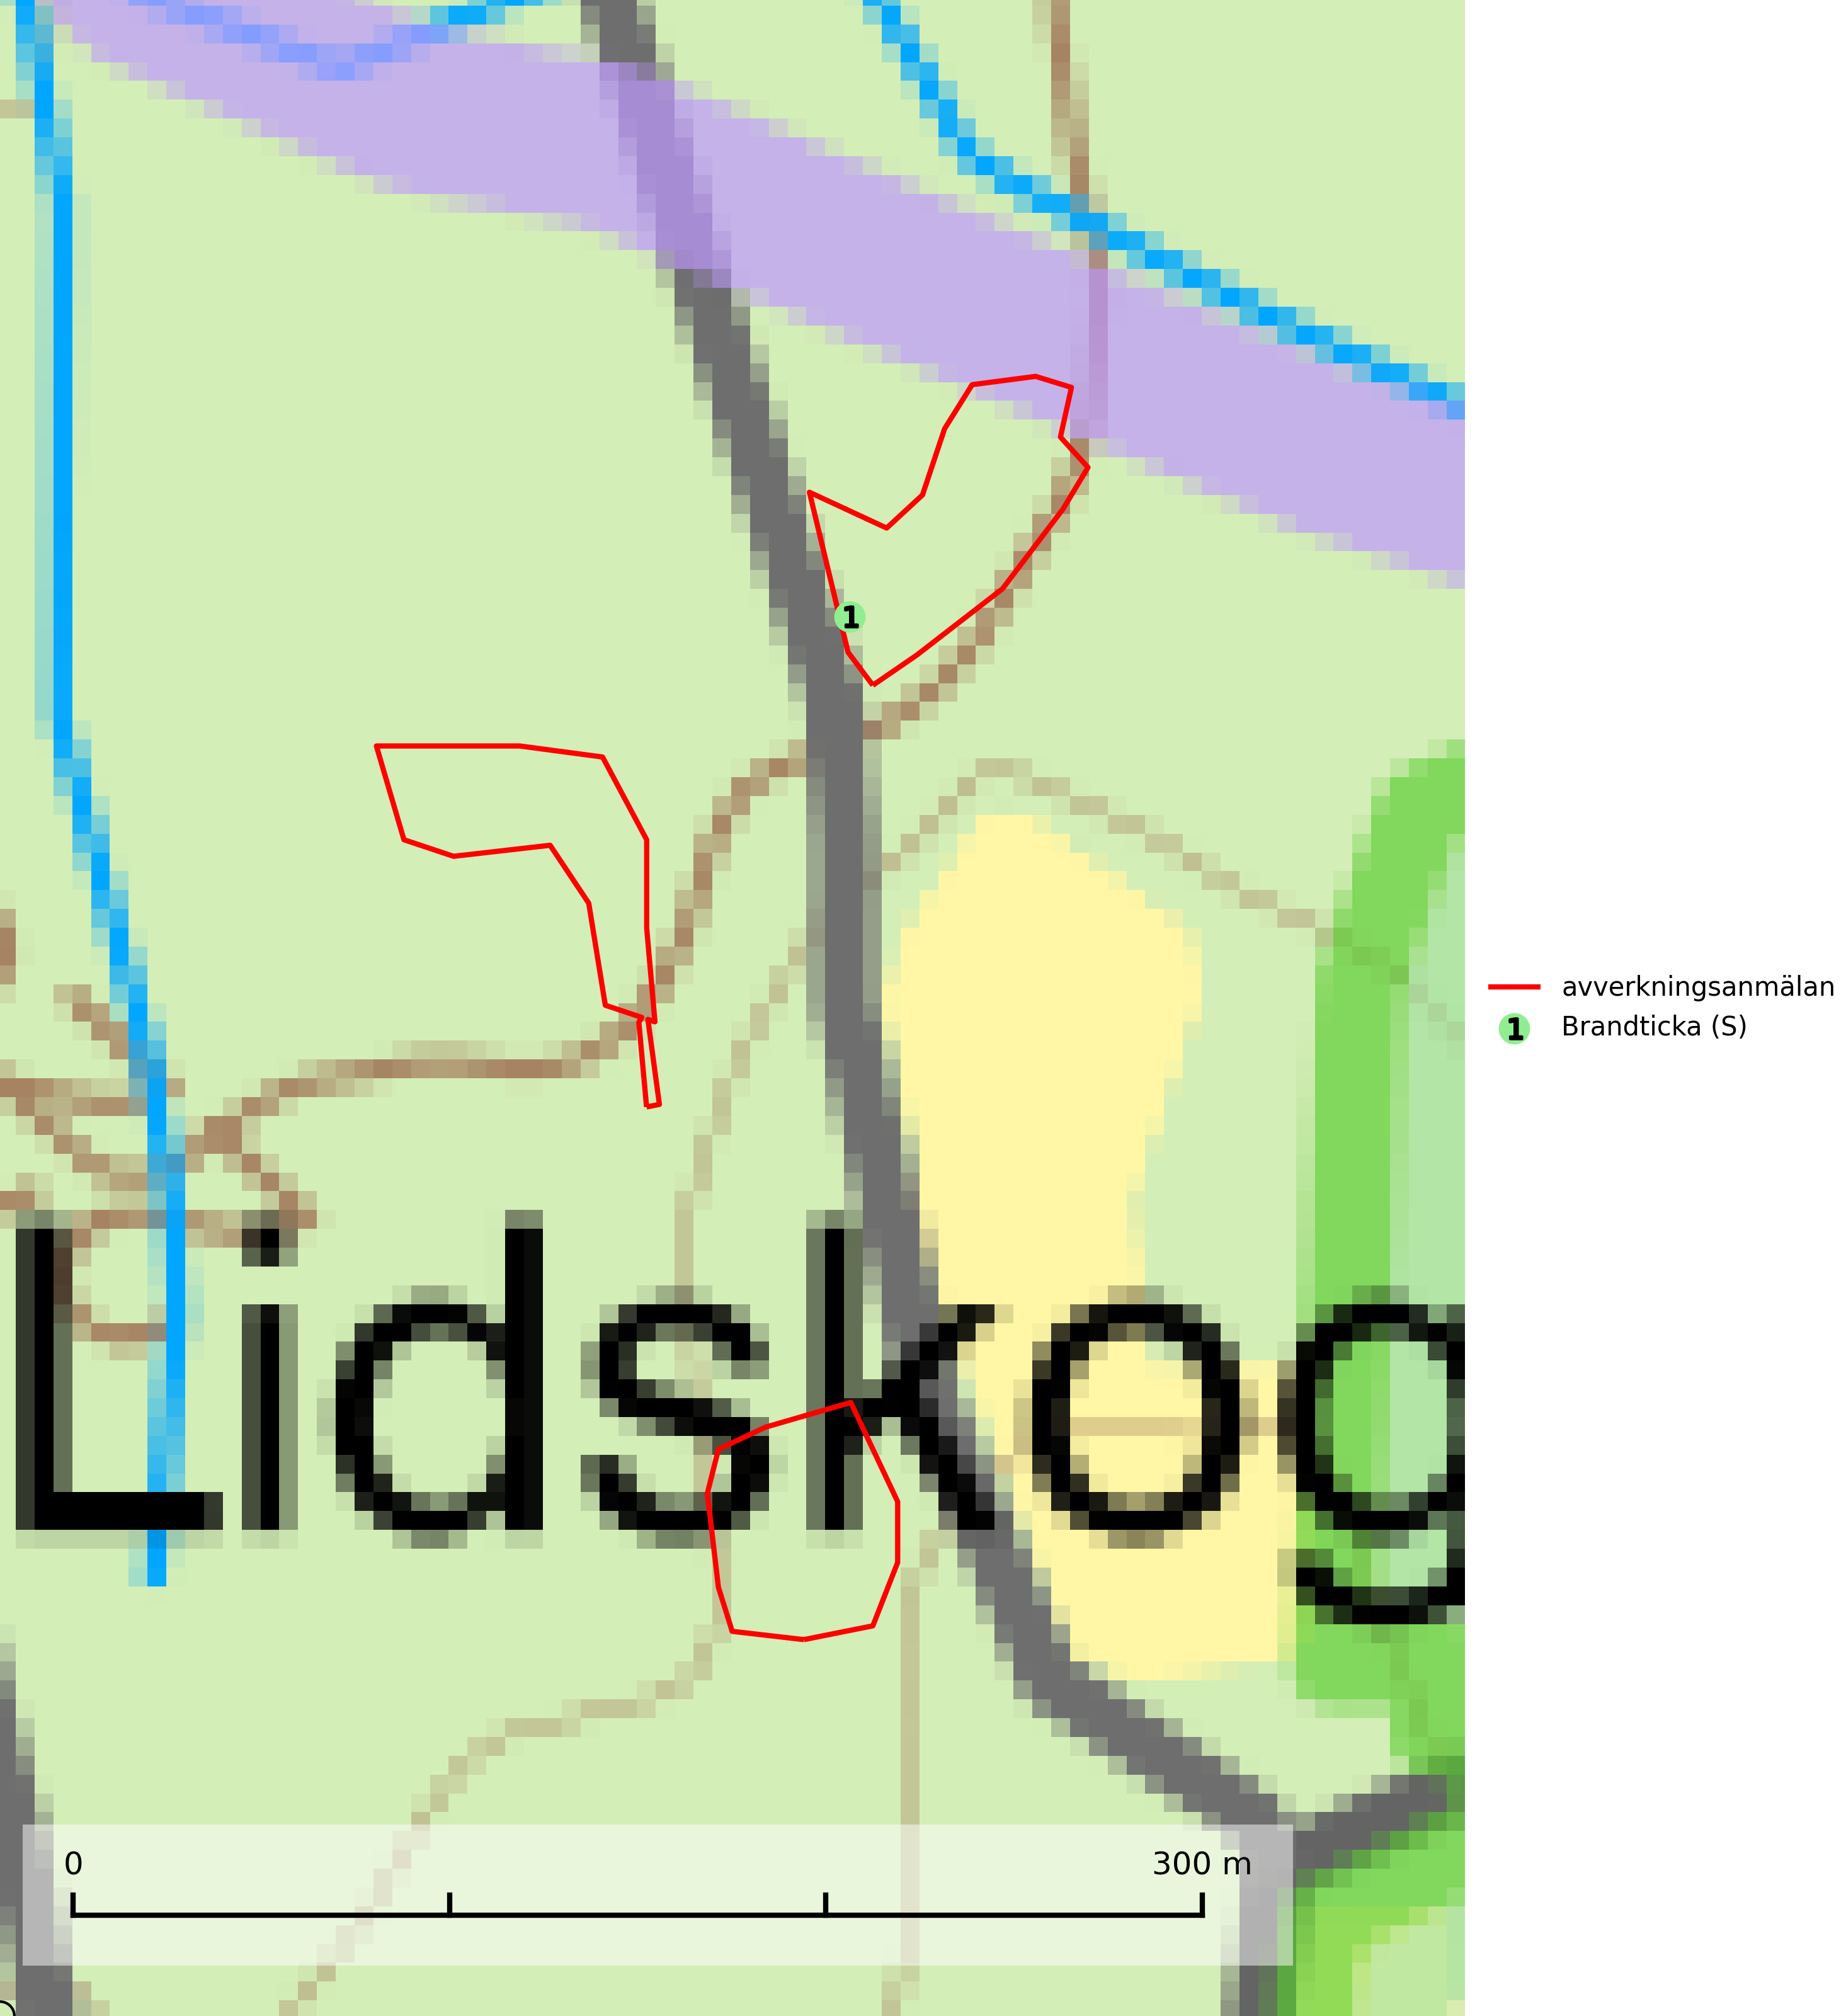 1
avverkningsanmälan
1 Brandticka (S)
Lidskog
0 300 m